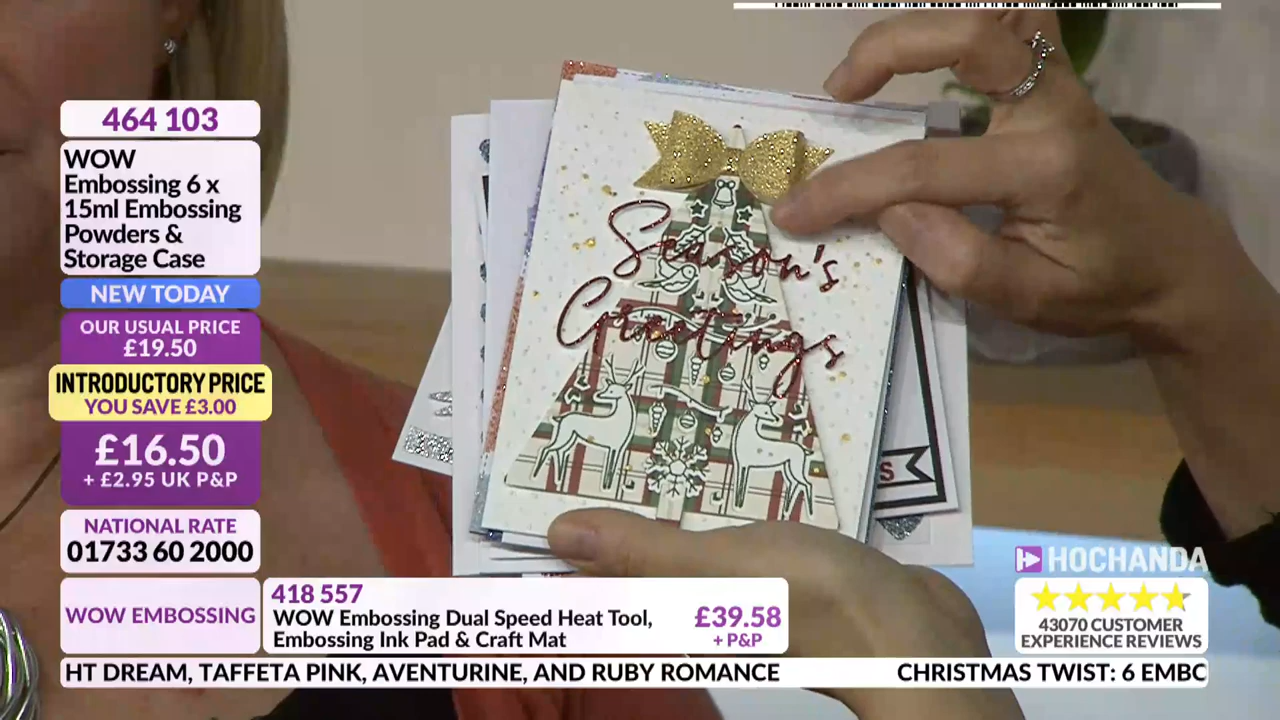 464 103
WOW
Embossing 6 x
15ml Embossing
Powders &
Storage Case
NEW TODAY
OUR USUAL PRICE
£19.50
INTRODUCTORY PRICE
YOU SAVE £3.00
£16.50
+ £2.95 UK P&P
NATIONAL RATE
01733 60 2000
Season's
Greetings
S
HOCHANDA
43070 CUSTOMER
EXPERIENCE REVIEWS
WOW EMBOSSING
418 557
WOW Embossing Dual Speed Heat Tool,
Embossing Ink Pad & Craft Mat
£39.58
+ P&P
HT DREAM, TAFFETA PINK, AVENTURINE, AND RUBY ROMANCE CHRISTMAS TWIST: 6 EMBC